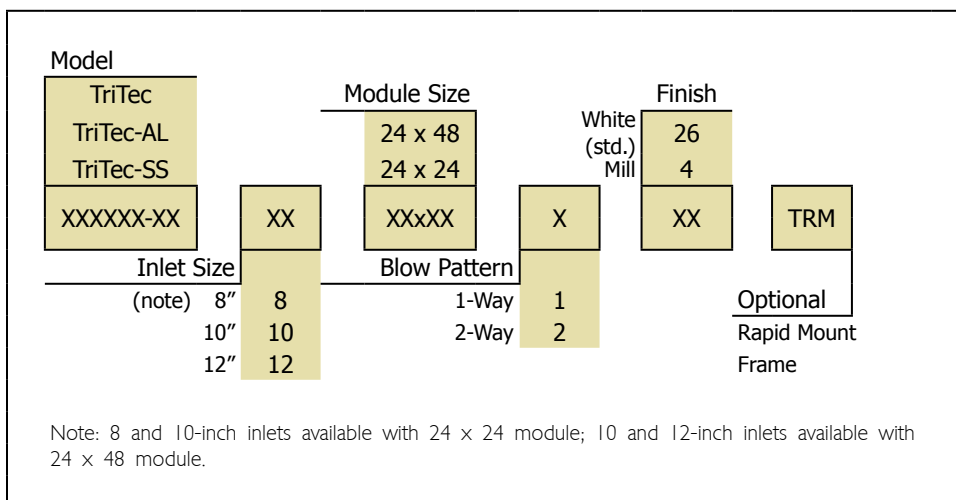 Model
TriTec
TriTec-AL
TriTec-SS
Module Size
24 x 48
24 x 24
Finish
White
(std.)
26
Mill
4
XXXXXX-XX
XX
XXxXX
X
XX
TRM
Inlet Size
(note) 8” 8
10” 10
12” 12
Blow Pattern
1-Way 1
2-Way 2
Optional
Rapid Mount
Frame
Note: 8 and 10-inch inlets available with 24 x 24 module; 10 and 12-inch inlets available with
24 x 48 module.